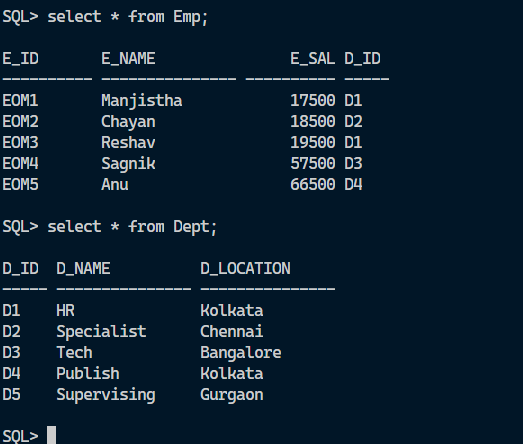 SQL> select * from Emp;
E_ID       E_NAME               E_SAL D_ID
---------- --------------- ---------- -----
EOM1       Manjistha            17500 D1
EOM2       Chayan               18500 D2
EOM3       Reshav               19500 D1
EOM4       Sagnik               57500 D3
EOM5       Anu                  66500 D4
SQL> select * from Dept;
D_ID  D_NAME          D_LOCATION
----- --------------- ---------------
D1    HR              Kolkata
D2    Specialist      Chennai
D3    Tech            Bangalore
D4    Publish         Kolkata
D5    Supervising     Gurgaon
SQL>